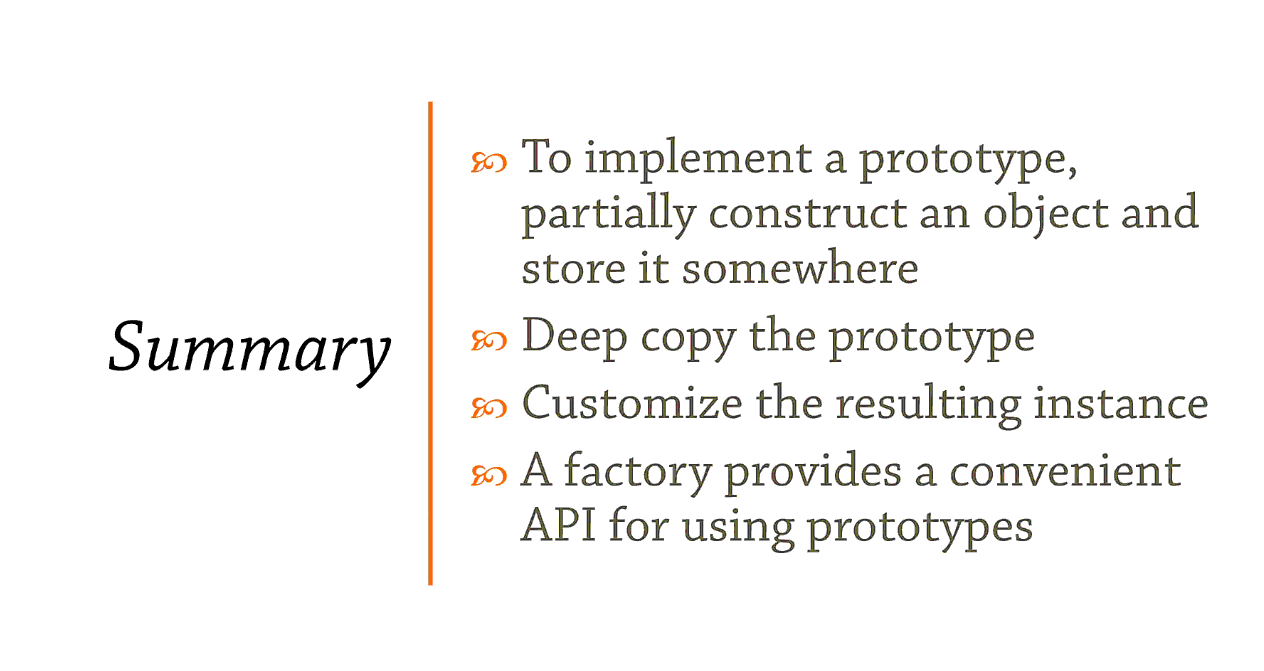 Summary
To implement a prototype,
partially construct an object and
store it somewhere
Deep copy the prototype
Customize the resulting instance
A factory provides a convenient
API for using prototypes